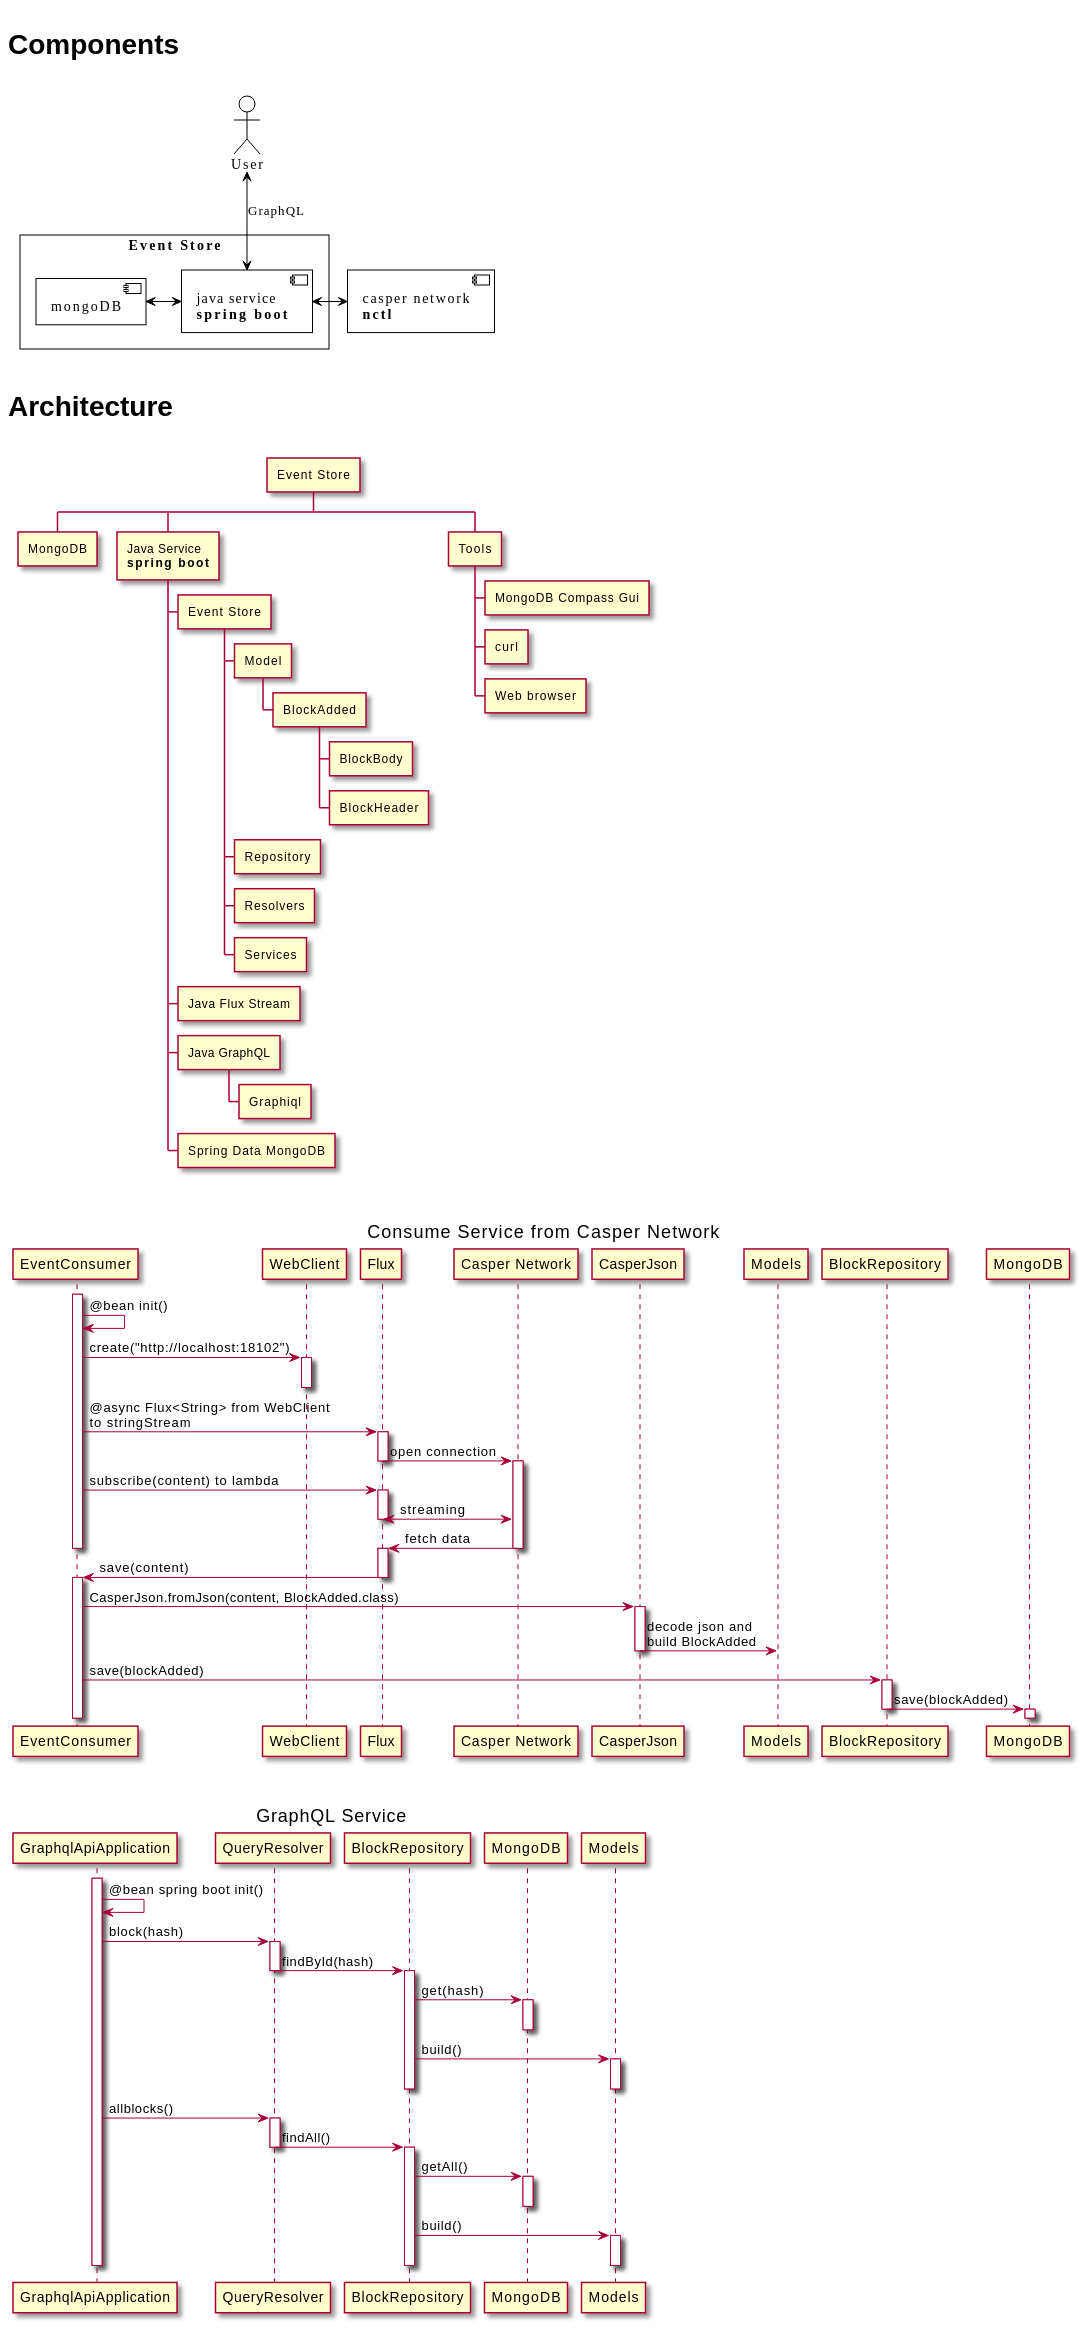 Components
User
GraphQL
Event Store
mongoDB
java service
spring boot
casper network
nctl
Architecture
Event Store
MongoDB
Java Service
spring boot
Tools
MongoDB Compass Gui
Event Store
curl
Model
Web browser
BlockAdded
BlockBody
BlockHeader
Repository
Resolvers
Services
Java Flux Stream
Java GraphQL
Graphiql
Spring Data MongoDB
Consume Service from Casper Network
EventConsumer WebClient Flux Casper Network CasperJson Models BlockRepository MongoDB
@bean init()
create("http://localhost:18102")
@async Flux<String> from WebClient
to stringStream
open connection
subscribe(content) to lambda
streaming
fetch data
save(content)
CasperJson.fromJson(content, BlockAdded.class)
decode json and
build BlockAdded
save(blockAdded)
save(blockAdded)
EventConsumer WebClient Flux Casper Network CasperJson Models BlockRepository MongoDB
GraphQL Service
GraphqlApiApplication QueryResolver BlockRepository MongoDB Models
@bean spring boot init()
block(hash)
findById(hash)
get(hash)
build()
allblocks()
findAll()
getAll()
build()
GraphqlApiApplication QueryResolver BlockRepository MongoDB Models